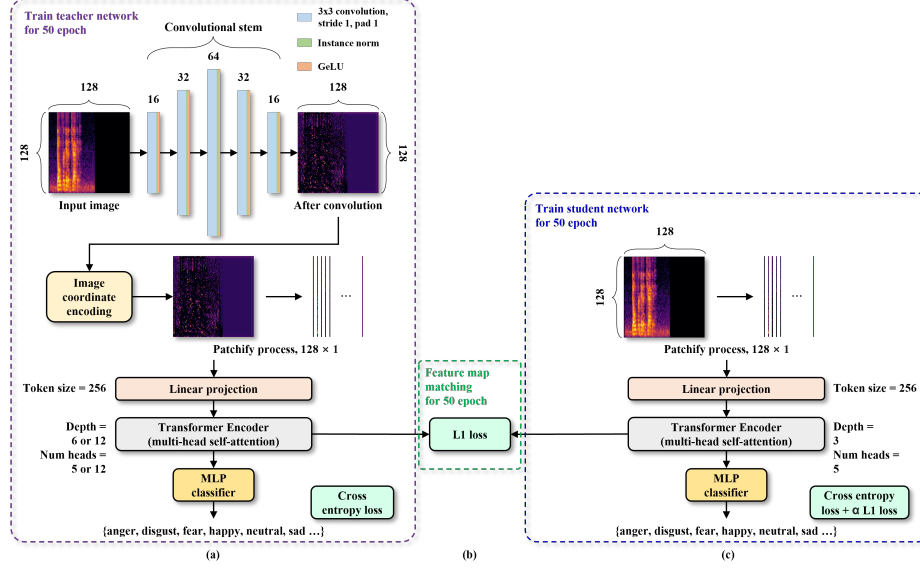 Train teacher network
for 50 epoch
Convolutional stem
3x3 convolution,
stride 1, pad 1
Instance norm
GeLU
16
32
64
32
16
128
128
Input image
128
128
After convolution
Image
coordinate
encoding
...
Patchify process, 128 × 1
Token size = 256
Linear projection
Depth =
6 or 12
Num heads =
5 or 12
Transformer Encoder
(multi-head self-attention)
MLP
classifier
Cross
entropy loss
{anger, disgust, fear, happy, neutral, sad ...}
(a)
Feature map
matching
for 50 epoch
L1 loss
(b)
Train student network
for 50 epoch
128
128
...
Patchify process, 128 × 1
Linear projection
Token size = 256
Transformer Encoder
(multi-head self-attention)
Depth =
3
Num heads =
5
MLP
classifier
Cross entropy
loss + α L1 loss
{anger, disgust, fear, happy, neutral, sad ...}
(c)